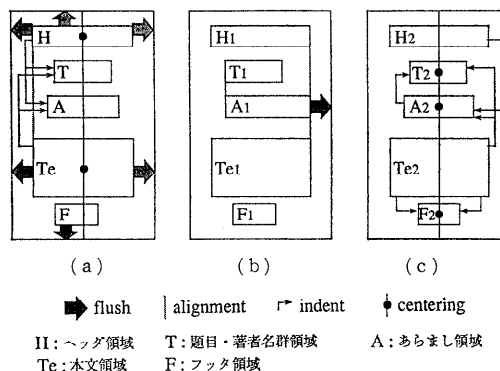 H H1 H2
T T1 T2
A A1 A2
Te Te1 Te2
F F1 F2
(a) (b) (c)
flush alignment indent centering
H：ヘッダ領域 T：題目・著者名群領域 A：あらまし領域
Te：本文領域 F：フッタ領域